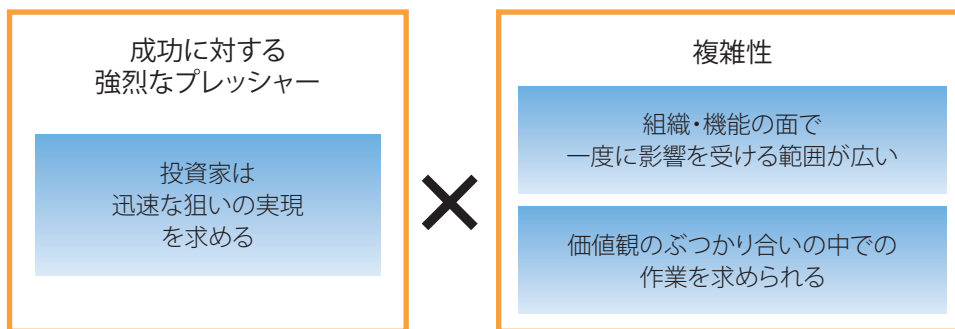 成功に対する
強烈なプレッシャー
投資家は
迅速な狙いの実現
を求める
×
複雑性
組織・機能の面で
一度に影響を受ける範囲が広い
価値観のぶつかり合いの中での
作業を求められる